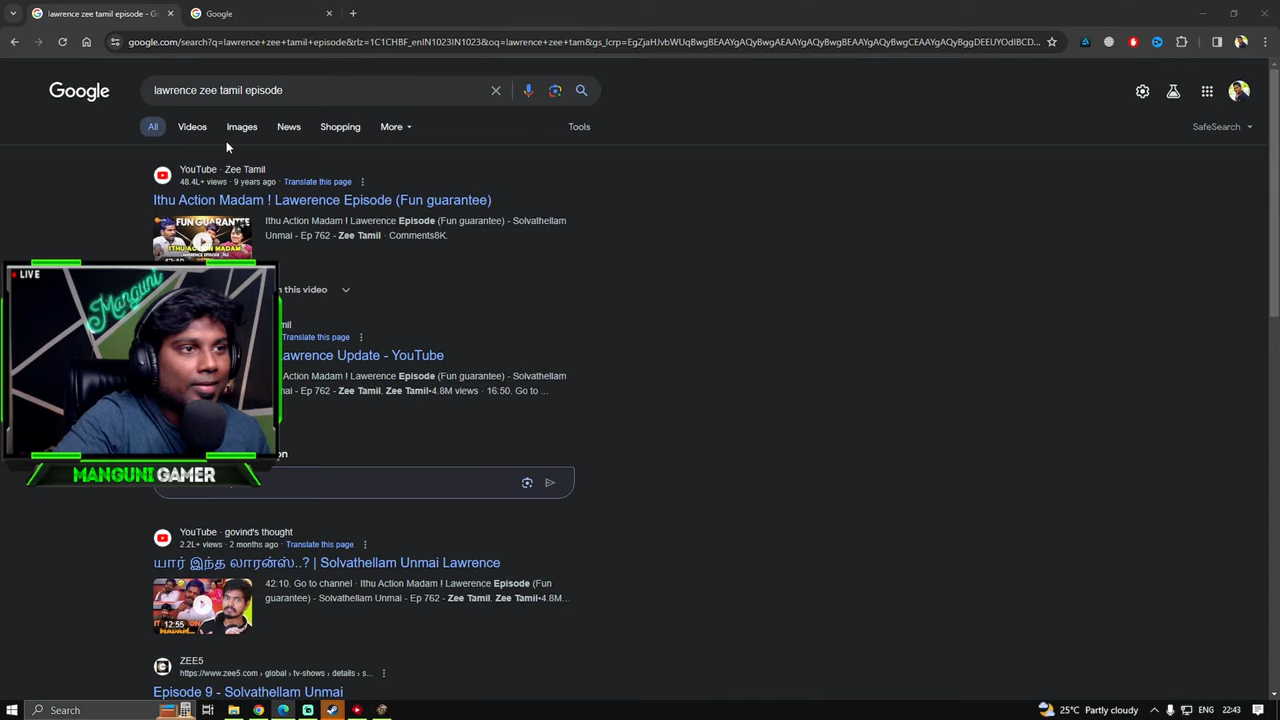 lawrence zee tamil episode - G
Google
google.com/search?q=lawrence+zee+tamil+episode&rlz=1C1CHBF_enIN1023IN1023&oq=lawrence+zee+tam&gs_lcrp=
Google
lawrence zee tamil episode
All
Videos
Images
News
Shopping
More
Tools
SafeSearch
YouTube · Zee Tamil
48.4L+ views · 9 years ago · Translate this page
Ithu Action Madam ! Lawerence Episode (Fun guarantee)
FUN GUARANTEE
ITHU ACTION MADAM
Ithu Action Madam ! Lawerence Episode (Fun guarantee) - Solvathellam
Unmai - Ep 762 - Zee Tamil · Comments8K.
n this video
mil
Translate this page
awrence Update - YouTube
Action Madam ! Lawerence Episode (Fun guarantee) - Solvathellam
ai - Ep 762 - Zee Tamil. Zee Tamil•4.8M views · 16:50. Go to ...
on
LIVE
Manguni
MANGUNI GAMER
YouTube · govind's thought
2.2L+ views · 2 months ago · Translate this page
யார் இந்த லாரன்ஸ்..? | Solvathellam Unmai Lawrence
42:10. Go to channel · Ithu Action Madam ! Lawerence Episode (Fun
guarantee) - Solvathellam Unmai - Ep 762 - Zee Tamil. Zee Tamil•4.8M...
12:55
ZEE5
https://www.zee5.com › global › tv-shows › details › s...
Episode 9 - Solvathellam Unmai
Search
25°C Partly cloudy
ENG
22:43